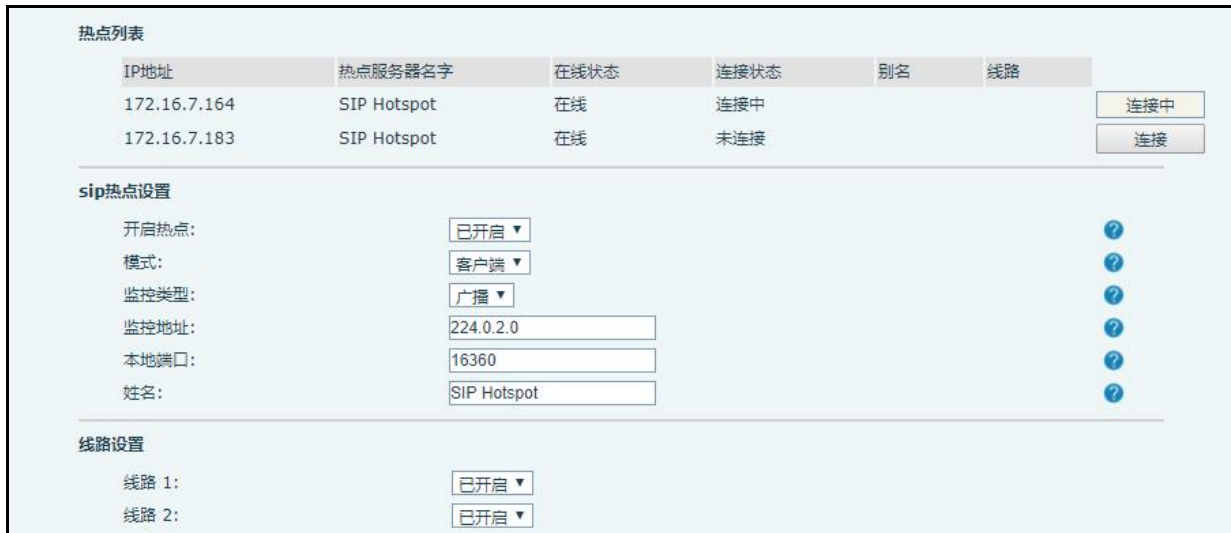 热点列表
IP地址 热点服务器名字 在线状态 连接状态 别名 线路
172.16.7.164 SIP Hotspot 在线 连接中 连接中
172.16.7.183 SIP Hotspot 在线 未连接 连接
sip热点设置
开启热点: 已开启
模式: 客户端
监控类型: 广播
监控地址: 224.0.2.0
本地端口: 16360
姓名: SIP Hotspot
线路设置
线路 1: 已开启
线路 2: 已开启